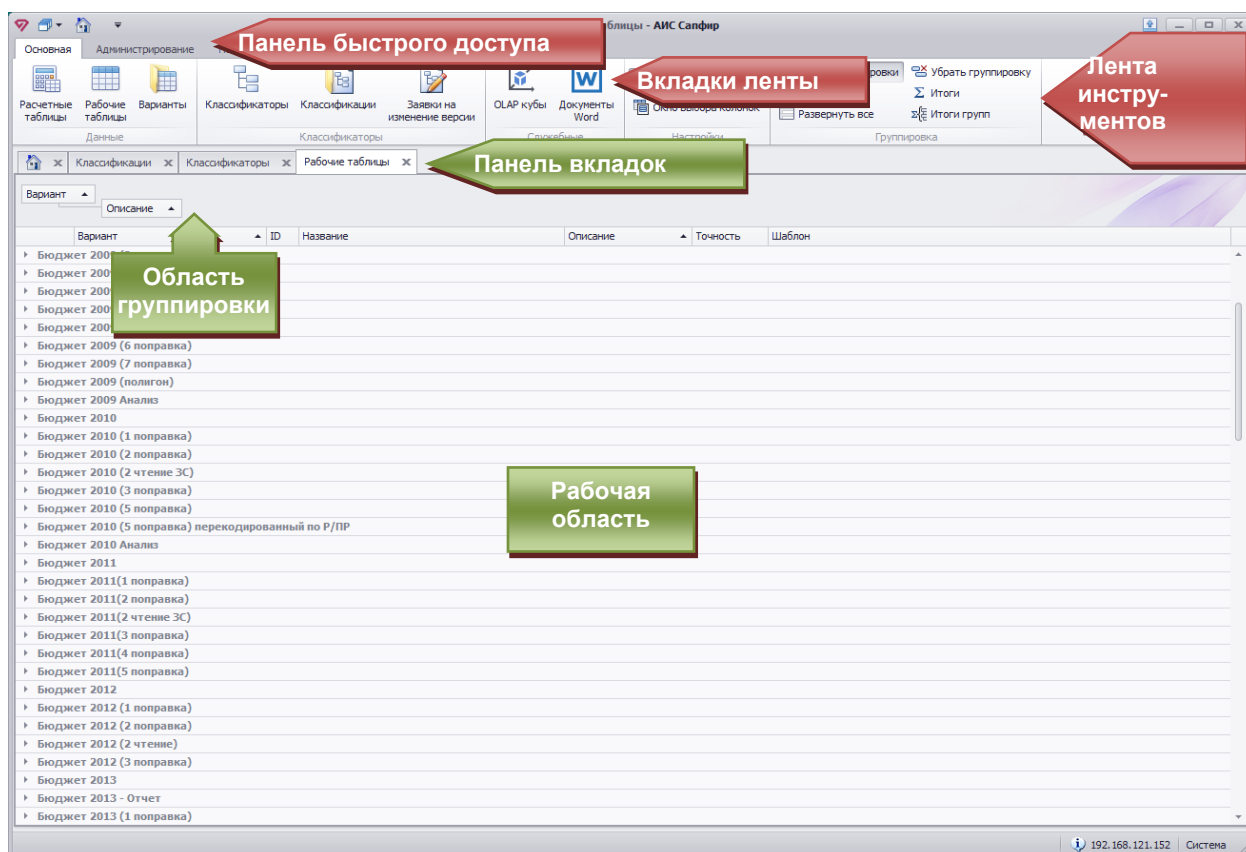 блицы - АИС Сапфир
Основная Администрирование
Панель быстрого доступа
Вкладки ленты
Лента инстру-ментов
Расчетные таблицы
Рабочие таблицы
Варианты
Классификаторы
Классификации
Заявки на изменение версии
OLAP кубы
Документы Word
Развернуть все
Убрать группировку
Итоги
Итоги групп
Данные
Классификаторы
Группировка
Классификации Классификаторы Рабочие таблицы
Панель вкладок
Вариант
Описание
Вариант ID Название Описание Точность Шаблон
Область группировки
Бюджет 2009 (6 поправка)
Бюджет 2009 (7 поправка)
Бюджет 2009 (полигон)
Бюджет 2009 Анализ
Бюджет 2010
Бюджет 2010 (1 поправка)
Бюджет 2010 (2 поправка)
Бюджет 2010 (2 чтение ЗС)
Бюджет 2010 (3 поправка)
Бюджет 2010 (5 поправка)
Бюджет 2010 (5 поправка) перекодированный по Р/ПР
Бюджет 2010 Анализ
Рабочая область
Бюджет 2011
Бюджет 2011(1 поправка)
Бюджет 2011(2 поправка)
Бюджет 2011(2 чтение ЗС)
Бюджет 2011(3 поправка)
Бюджет 2011(4 поправка)
Бюджет 2011(5 поправка)
Бюджет 2012
Бюджет 2012 (1 поправка)
Бюджет 2012 (2 поправка)
Бюджет 2012 (2 чтение)
Бюджет 2012 (3 поправка)
Бюджет 2013
Бюджет 2013 - Отчет
Бюджет 2013 (1 поправка)
192.168.121.152 Система